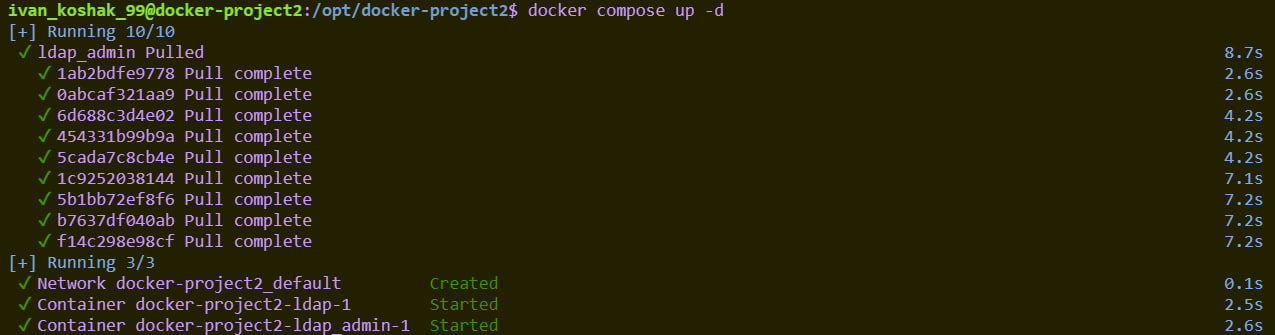 ivan_koshak_99@docker-project2:/opt/docker-project2$ docker compose up -d
[+] Running 10/10
✓ ldap_admin Pulled 8.7s
✓ 1ab2bdfe9778 Pull complete 2.6s
✓ 0abcaf321aa9 Pull complete 2.6s
✓ 6d688c3d4e02 Pull complete 4.2s
✓ 454331b99b9a Pull complete 4.2s
✓ 5cada7c8cb4e Pull complete 4.2s
✓ 1c9252038144 Pull complete 7.1s
✓ 5b1bb72ef8f6 Pull complete 7.2s
✓ b7637df040ab Pull complete 7.2s
✓ f14c298e98cf Pull complete 7.2s
[+] Running 3/3
✓ Network docker-project2_default Created 0.1s
✓ Container docker-project2-ldap-1 Started 2.5s
✓ Container docker-project2-ldap_admin-1 Started 2.6s